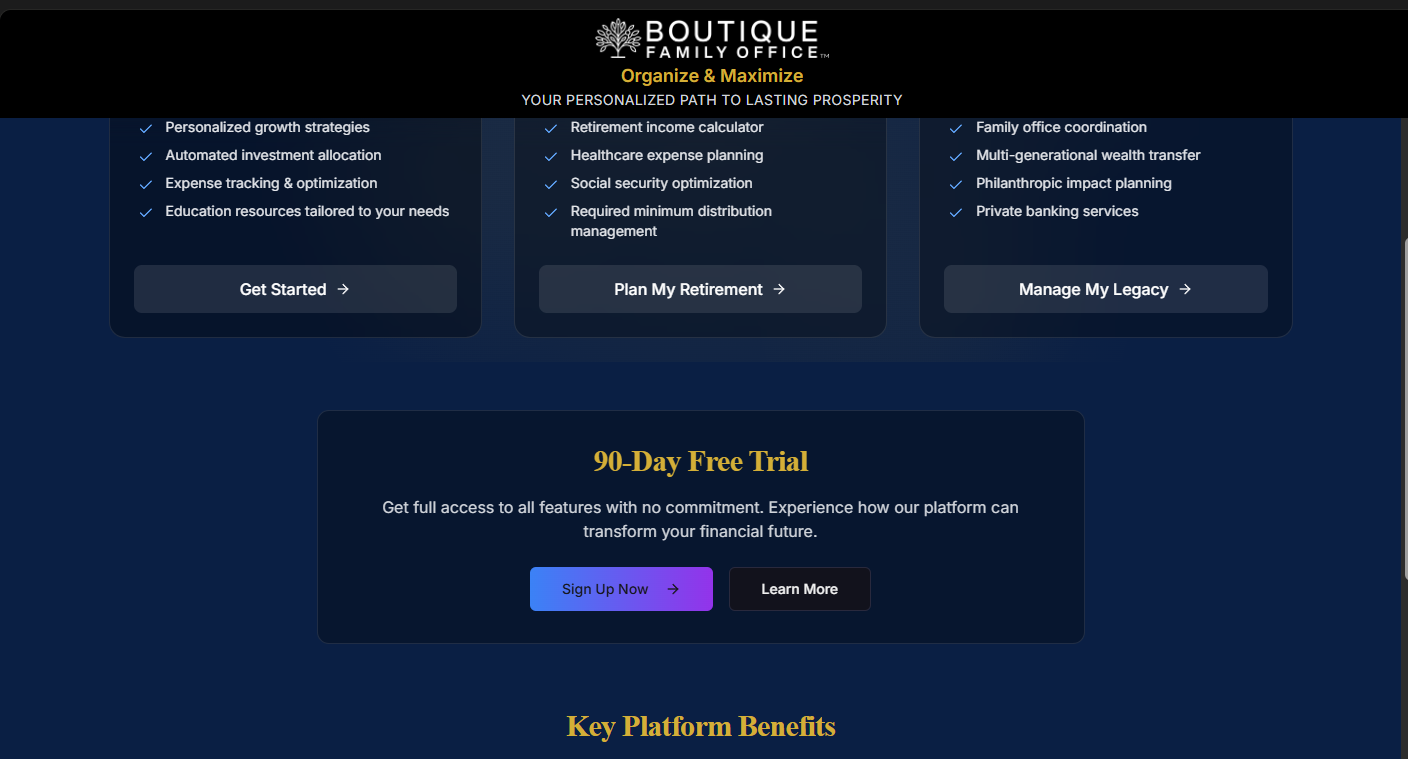 BOUTIQUE
FAMILY OFFICE™
Organize & Maximize
YOUR PERSONALIZED PATH TO LASTING PROSPERITY
Personalized growth strategies
Automated investment allocation
Expense tracking & optimization
Education resources tailored to your needs
Get Started →
Retirement income calculator
Healthcare expense planning
Social security optimization
Required minimum distribution
management
Plan My Retirement →
Family office coordination
Multi-generational wealth transfer
Philanthropic impact planning
Private banking services
Manage My Legacy →
90-Day Free Trial
Get full access to all features with no commitment. Experience how our platform can
transform your financial future.
Sign Up Now →
Learn More
Key Platform Benefits